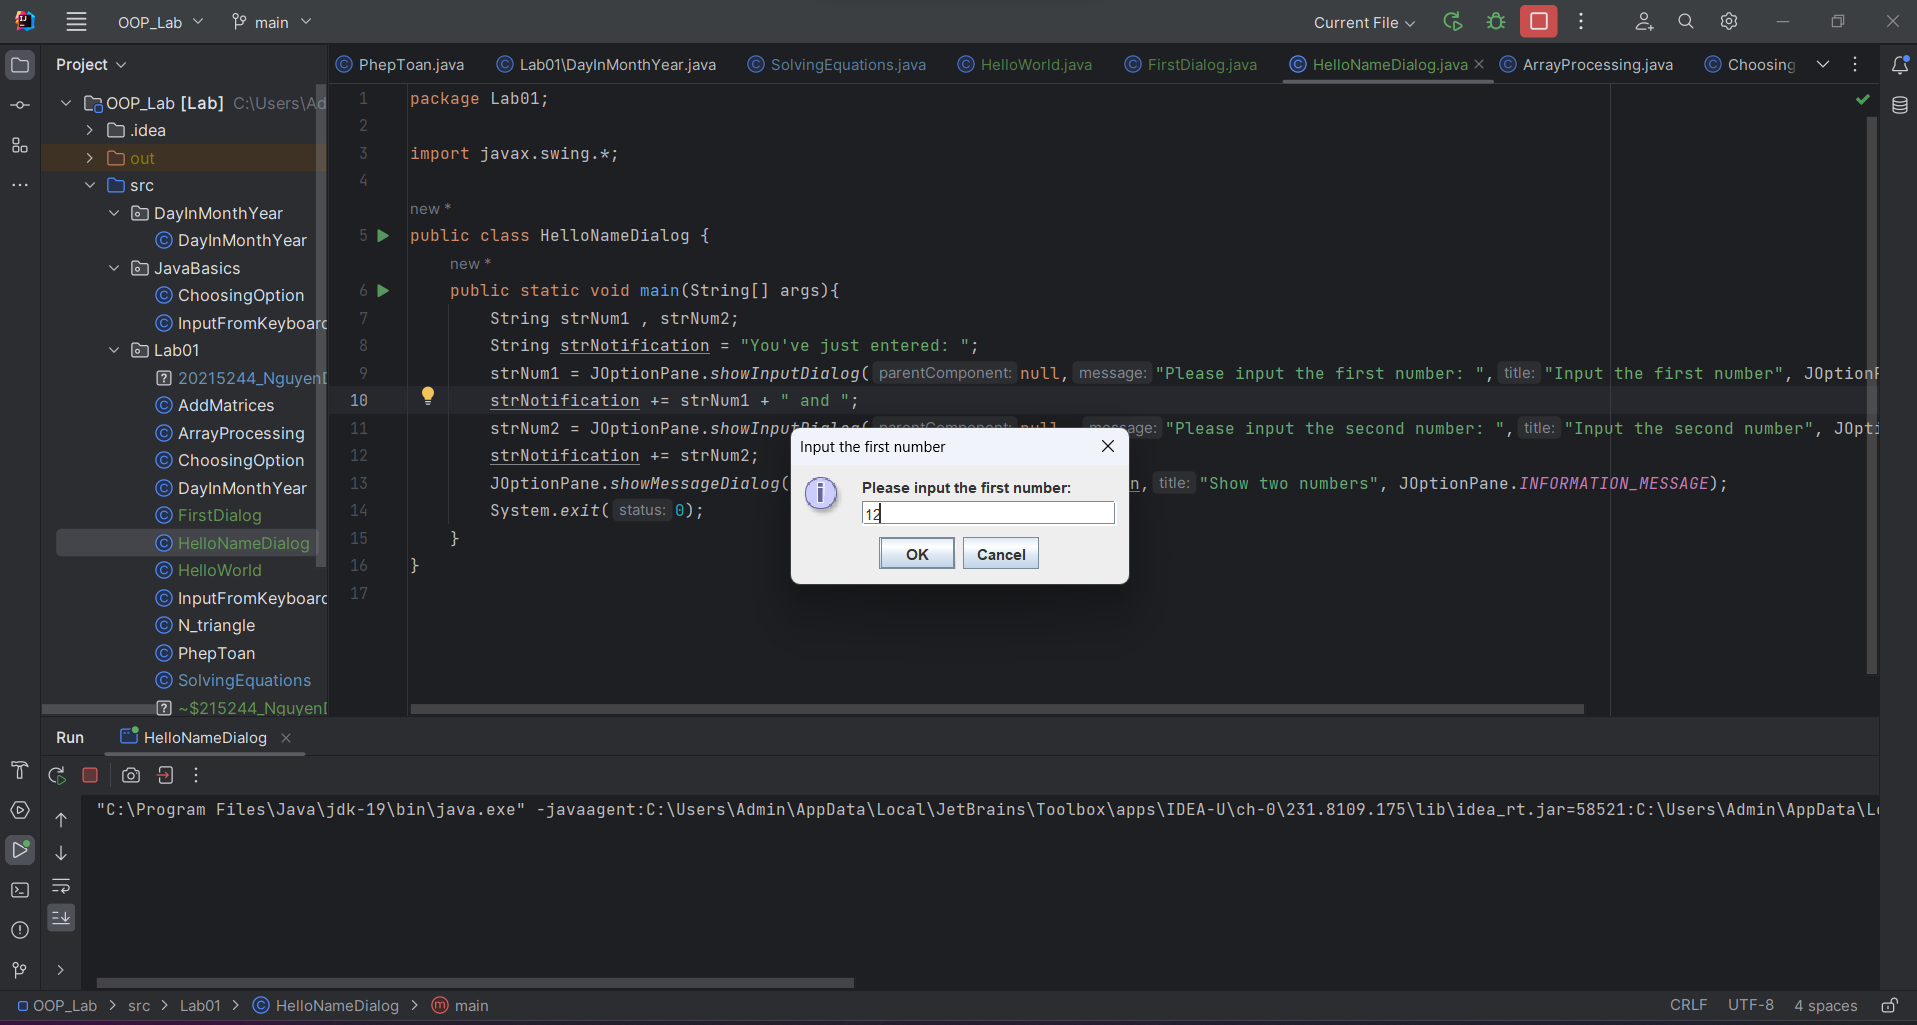 OOP_Lab main Current File
Project
PhepToan.java Lab01\DayInMonthYear.java SolvingEquations.java HelloWorld.java FirstDialog.java HelloNameDialog.java ArrayProcessing.java Choosing
OOP_Lab [Lab] C:\Users\Ad
.idea
out
src
DayInMonthYear
DayInMonthYear
JavaBasics
ChoosingOption
InputFromKeyboard
Lab01
20215244_NguyenD
AddMatrices
ArrayProcessing
ChoosingOption
DayInMonthYear
FirstDialog
HelloNameDialog
HelloWorld
InputFromKeyboard
N_triangle
PhepToan
SolvingEquations
~$215244_NguyenD
1 package Lab01;
2
3 import javax.swing.*;
4
new *
5 public class HelloNameDialog {
new *
6 public static void main(String[] args){
7 String strNum1 , strNum2;
8 String strNotification = "You've just entered: ";
9 strNum1 = JOptionPane.showInputDialog( parentComponent: null, message: "Please input the first number: ", title: "Input the first number", JOptionP
10 strNotification += strNum1 + " and ";
11 strNum2 = JOptionPane.showInputDialog( parentComponent: null, message: "Please input the second number: ", title: "Input the second number", JOpti
12 strNotification += strNum2;
13 JOptionPane.showMessageDialog( n, title: "Show two numbers", JOptionPane.INFORMATION_MESSAGE);
14 System.exit( status: 0);
15 }
16 }
17
Input the first number
Please input the first number:
12
OK Cancel
Run HelloNameDialog
"C:\Program Files\Java\jdk-19\bin\java.exe" -javaagent:C:\Users\Admin\AppData\Local\JetBrains\Toolbox\apps\IDEA-U\ch-0\231.8109.175\lib\idea_rt.jar=58521:C:\Users\Admin\AppData\Lo
OOP_Lab > src > Lab01 > HelloNameDialog > main CRLF UTF-8 4 spaces